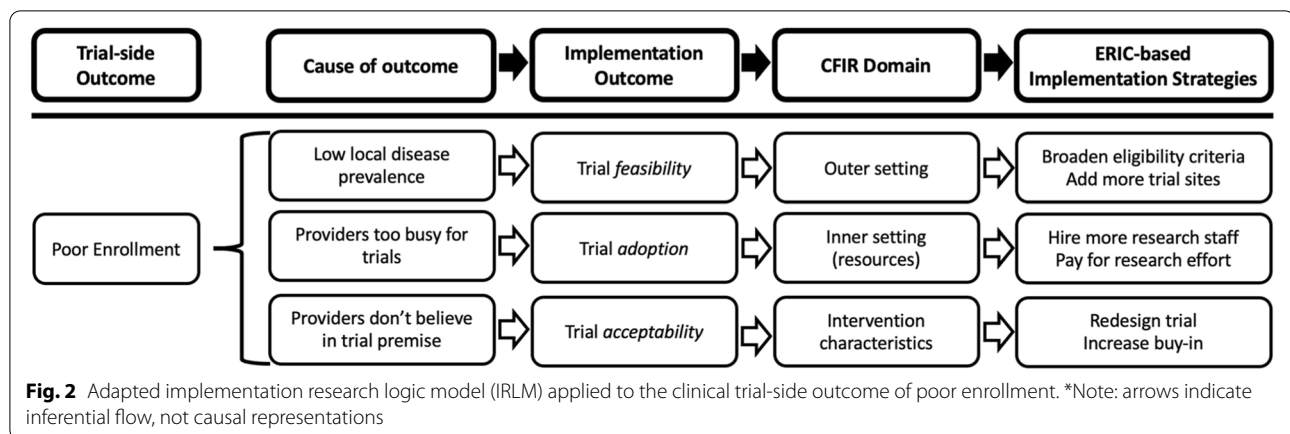 Trial-side
Outcome
Cause of outcome
Implementation
Outcome
CFIR Domain
ERIC-based
Implementation Strategies
Poor Enrollment
Low local disease
prevalence
Trial feasibility
Outer setting
Broaden eligibility criteria
Add more trial sites
Providers too busy for
trials
Trial adoption
Inner setting
(resources)
Hire more research staff
Pay for research effort
Providers don't believe
in trial premise
Trial acceptability
Intervention
characteristics
Redesign trial
Increase buy-in
Fig. 2 Adapted implementation research logic model (IRLM) applied to the clinical trial-side outcome of poor enrollment. *Note: arrows indicate
inferential flow, not causal representations